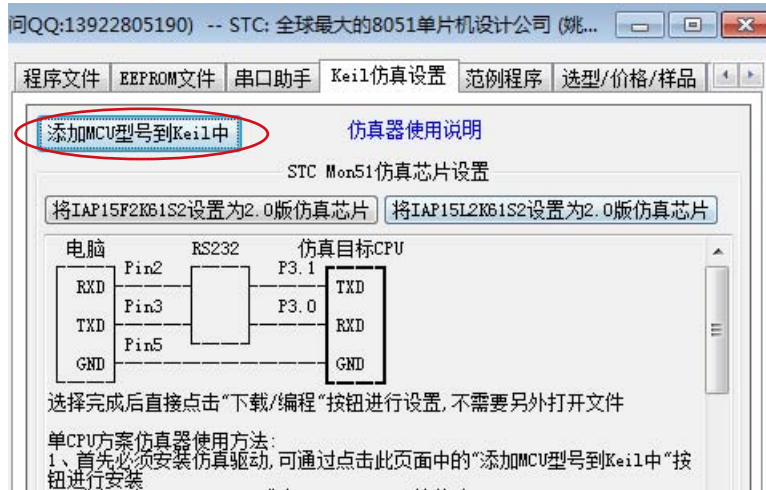 问QQ:13922805190) -- STC: 全球最大的8051单片机设计公司 (姚...
程序文件 EEPROM文件 串口助手 Keil仿真设置 范例程序 选型/价格/样品
添加MCU型号到Keil中 仿真器使用说明
STC Mon51仿真芯片设置
将IAP15F2K61S2设置为2.0版仿真芯片 将IAP15L2K61S2设置为2.0版仿真芯片
电脑 RS232 仿真目标CPU
Pin2 P3.1
RXD TXD
Pin3 P3.0
TXD RXD
Pin5
GND GND
选择完成后直接点击“下载/编程”按钮进行设置,不需要另外打开文件
单CPU方案仿真器使用方法:
1、首先必须安装仿真驱动,可通过点击此页面中的“添加MCU型号到Keil中”按
钮进行安装